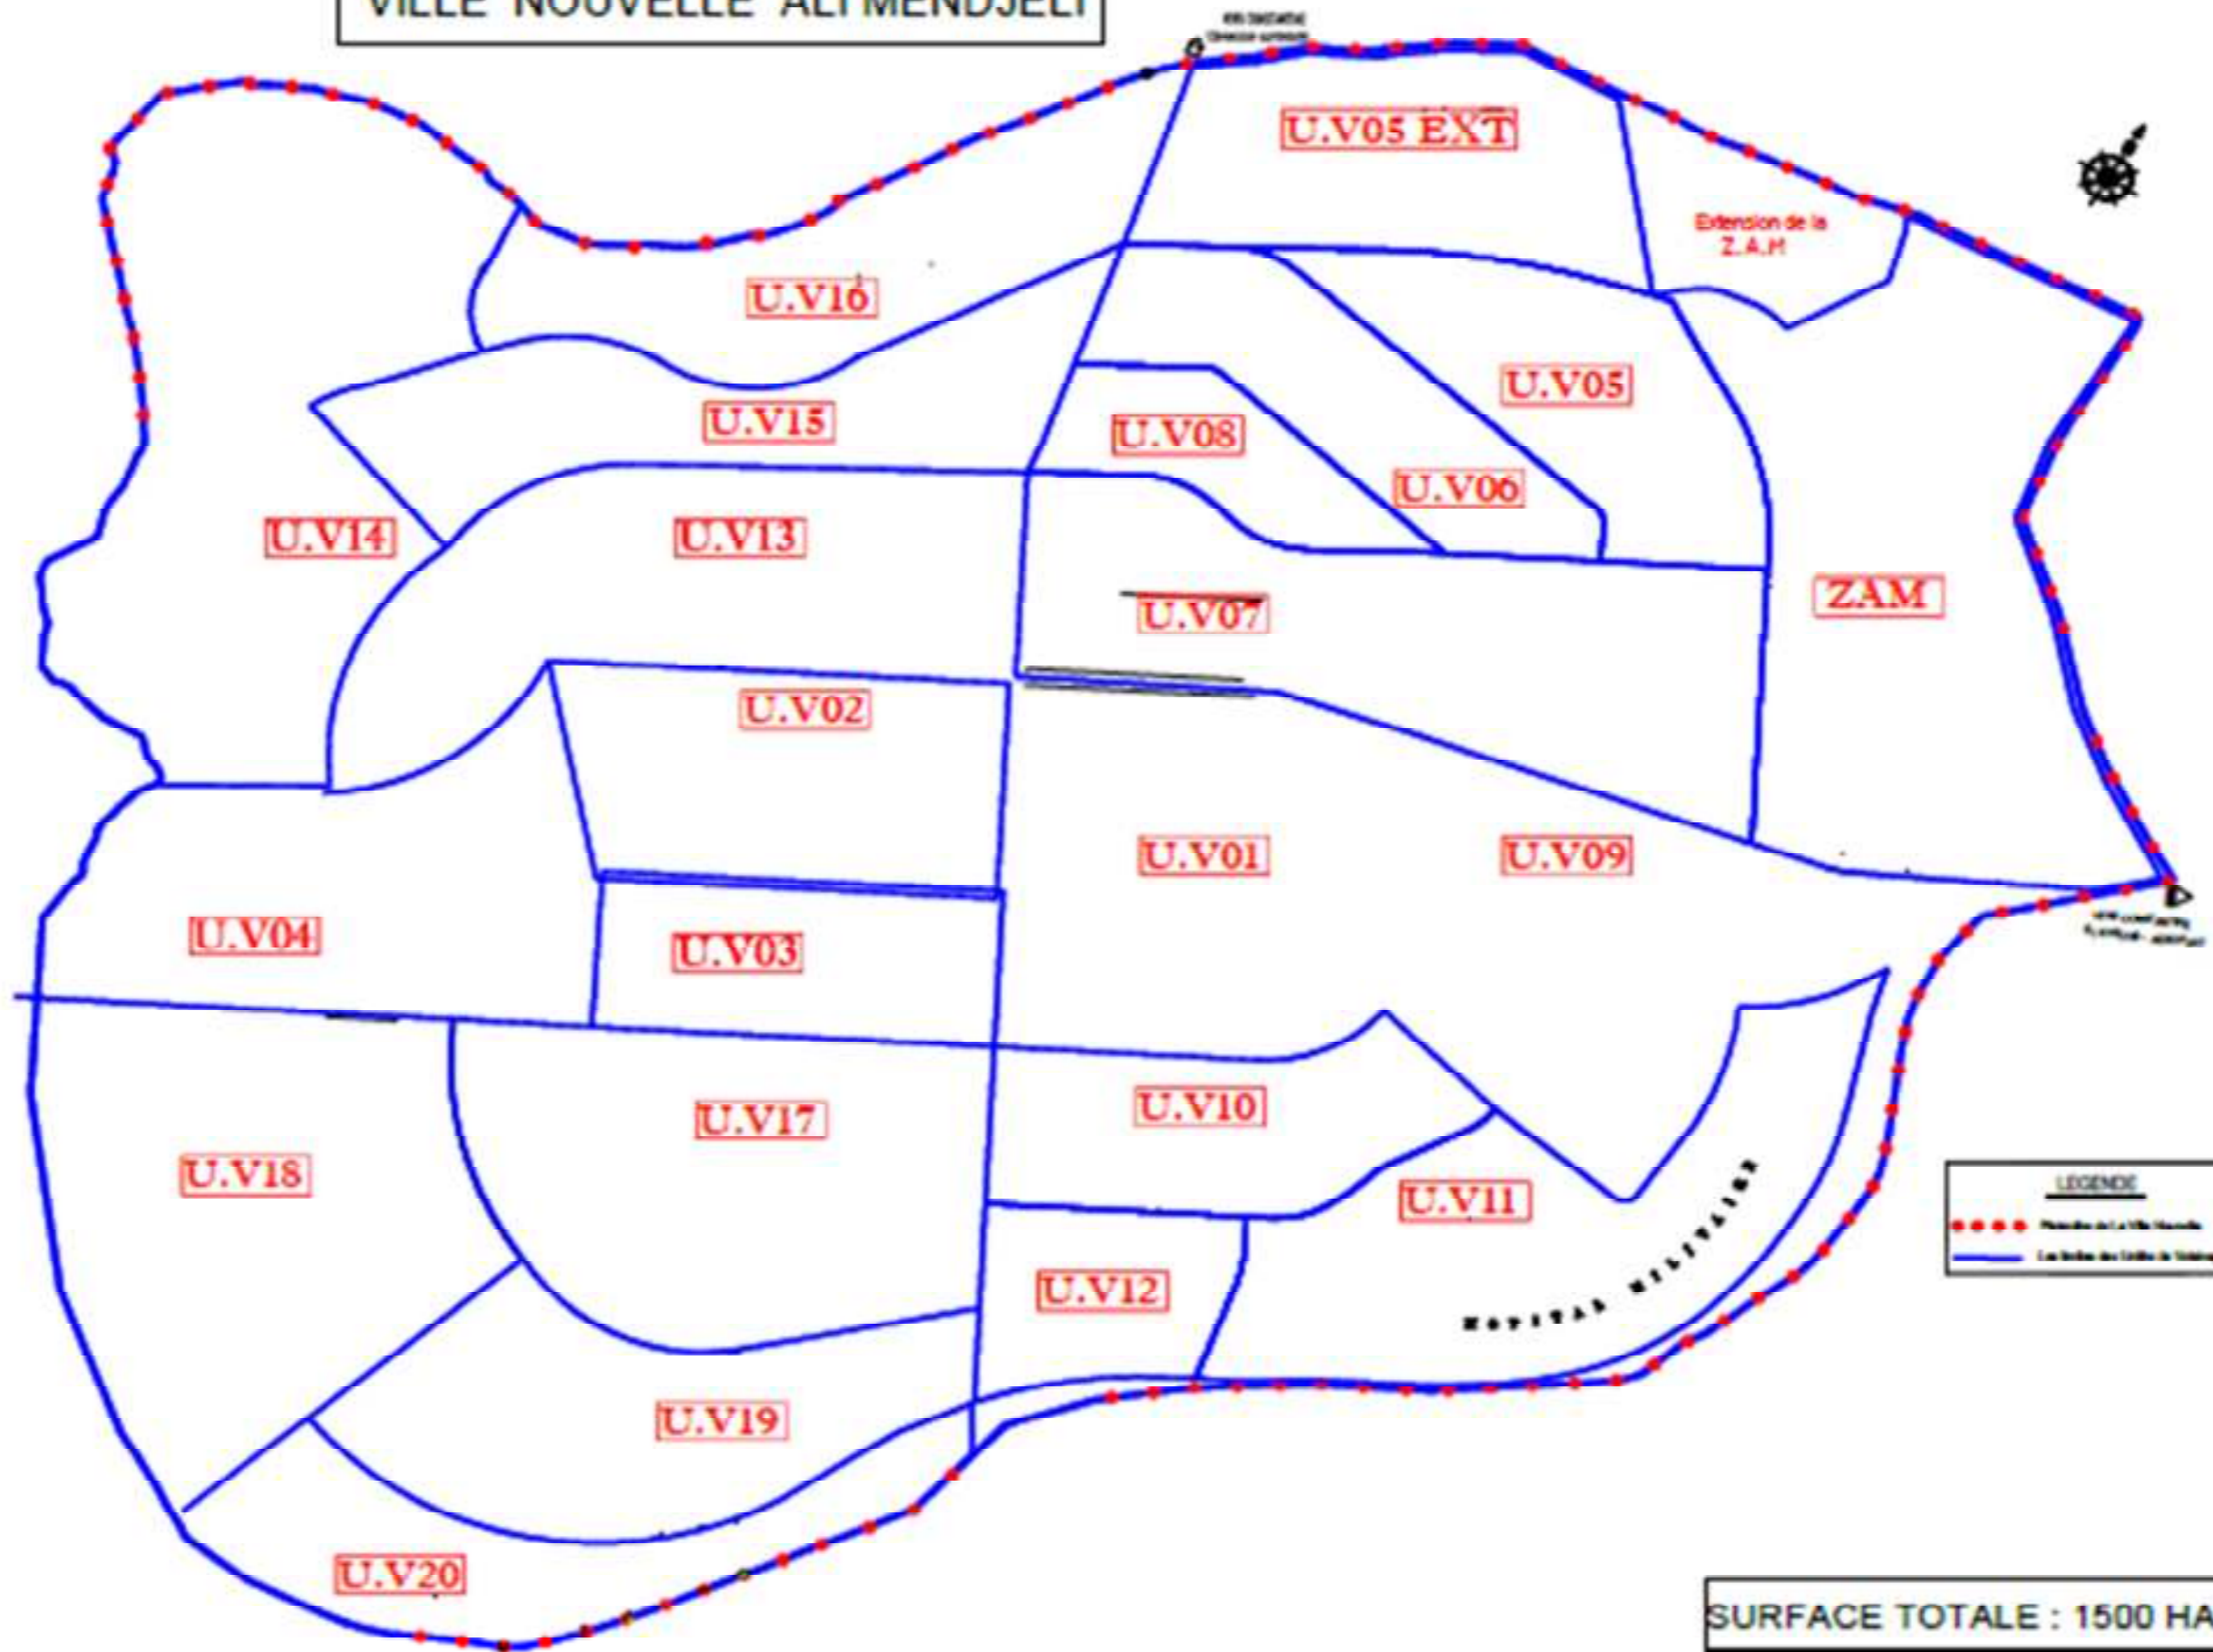 VILLE NOUVELLE ALI MENDJELI
U.V05 EXT
Extension de la
Z.A.M
U.V16
U.V05
U.V15
U.V08
U.V06
U.V14
U.V13
ZAM
U.V07
U.V02
U.V01
U.V09
U.V04
U.V03
U.V10
U.V17
U.V18
U.V11
LEGENDE
U.V12
HOPITAL MILITAIRE
U.V19
U.V20
SURFACE TOTALE : 1500 HA